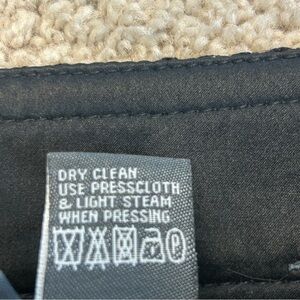 DRY CLEAN
USE PRESSCLOTH
& LIGHT STEAM
WHEN PRESSING
P